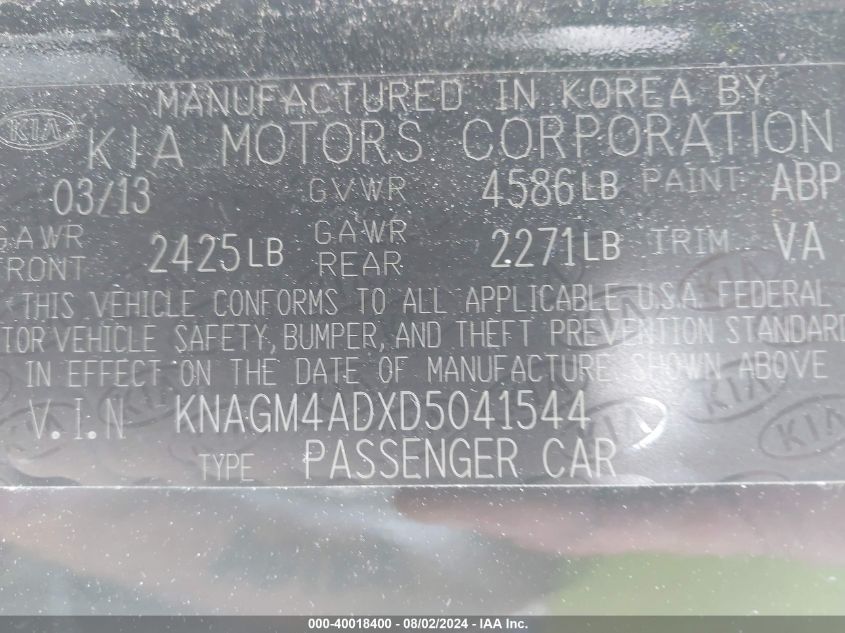 MANUFACTURED IN KOREA BY
KIA KIA MOTORS CORPORATION
03/13 GVWR 4586LB PAINT ABP
GAWR FRONT 2425LB GAWR REAR 2271LB TRIM VA
THIS VEHICLE CONFORMS TO ALL APPLICABLE U.S.A. FEDERAL
TOR VEHICLE SAFETY, BUMPER, AND THEFT PREVENTION STANDARD
IN EFFECT ON THE DATE OF MANUFACTURE SHOWN ABOVE
V.I.N KNAGM4ADXD5041544
TYPE PASSENGER CAR
000-40018400 - 08/02/2024 - IAA Inc.